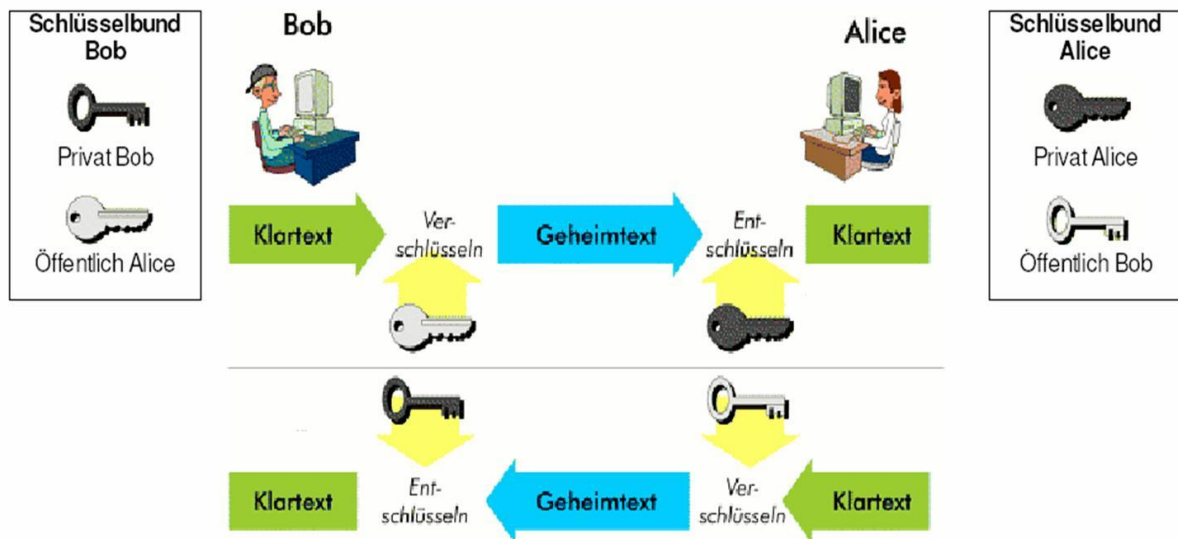 Schlüsselbund
Bob
Privat Bob
Öffentlich Alice
Bob
Alice
Schlüsselbund
Alice
Privat Alice
Öffentlich Bob
Klartext
Ver-
schlüsseln
Geheimtext
Ent-
schlüsseln
Klartext
Klartext
Ent-
schlüsseln
Geheimtext
Ver-
schlüsseln
Klartext